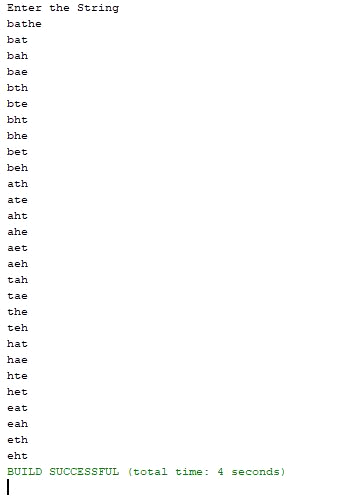 Enter the String
bathe
bat
bah
bae
bth
bte
bht
bhe
bet
beh
ath
ate
aht
ahe
aet
aeh
tah
tae
the
teh
hat
hae
hte
het
eat
eah
eth
eht
BUILD SUCCESSFUL (total time: 4 seconds)